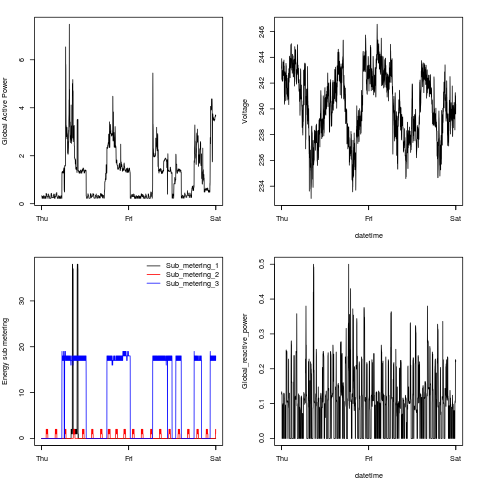 Global Active Power
0
2
4
6
Thu
Fri
Sat
Voltage
234
236
238
240
242
244
246
Thu
Fri
Sat
datetime
Energy sub metering
0
10
20
30
Sub_metering_1
Sub_metering_2
Sub_metering_3
Thu
Fri
Sat
Global_reactive_power
0.0
0.1
0.2
0.3
0.4
0.5
Thu
Fri
Sat
datetime